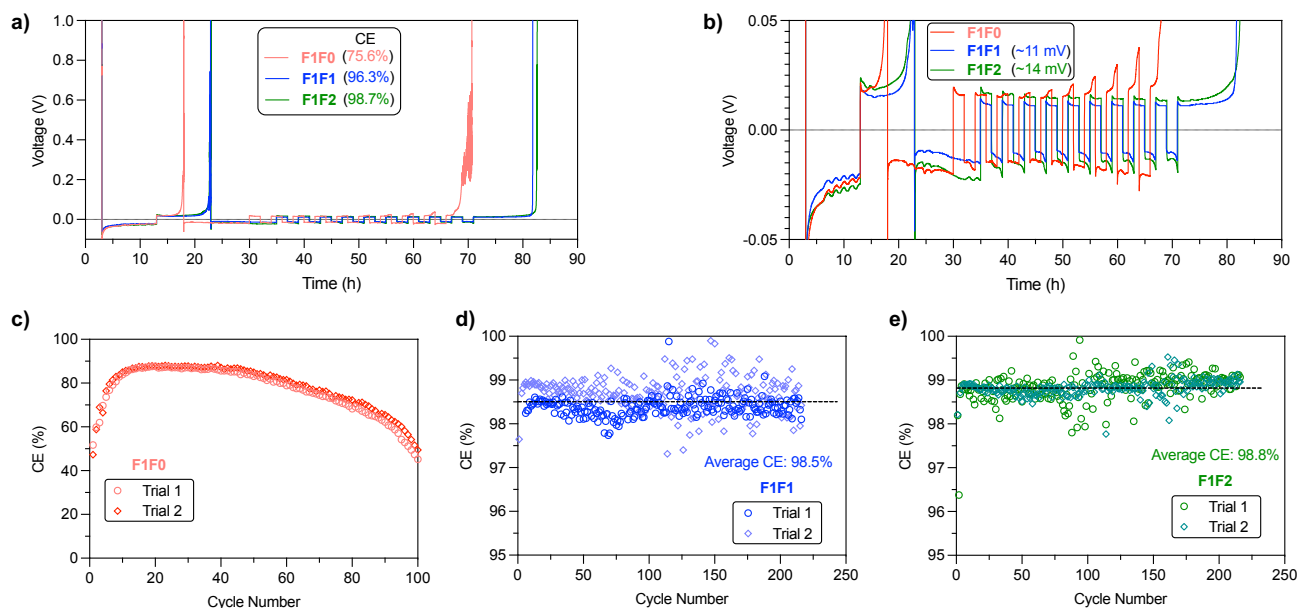 a)
CE
F1F0 (75.6%)
F1F1 (96.3%)
F1F2 (98.7%)
Voltage (V)
1.0
0.8
0.6
0.4
0.2
0.0
0 10 20 30 40 50 60 70 80 90
Time (h)
b)
F1F0
F1F1 (~11 mV)
F1F2 (~14 mV)
Voltage (V)
0.05
0.00
-0.05
0 10 20 30 40 50 60 70 80 90
Time (h)
c)
CE (%)
100
80
60
40
20
0
F1F0
Trial 1
Trial 2
0 20 40 60 80 100
Cycle Number
d)
CE (%)
100
99
98
97
96
95
Average CE: 98.5%
F1F1
Trial 1
Trial 2
0 50 100 150 200 250
Cycle Number
e)
CE (%)
100
99
98
97
96
95
Average CE: 98.8%
F1F2
Trial 1
Trial 2
0 50 100 150 200 250
Cycle Number